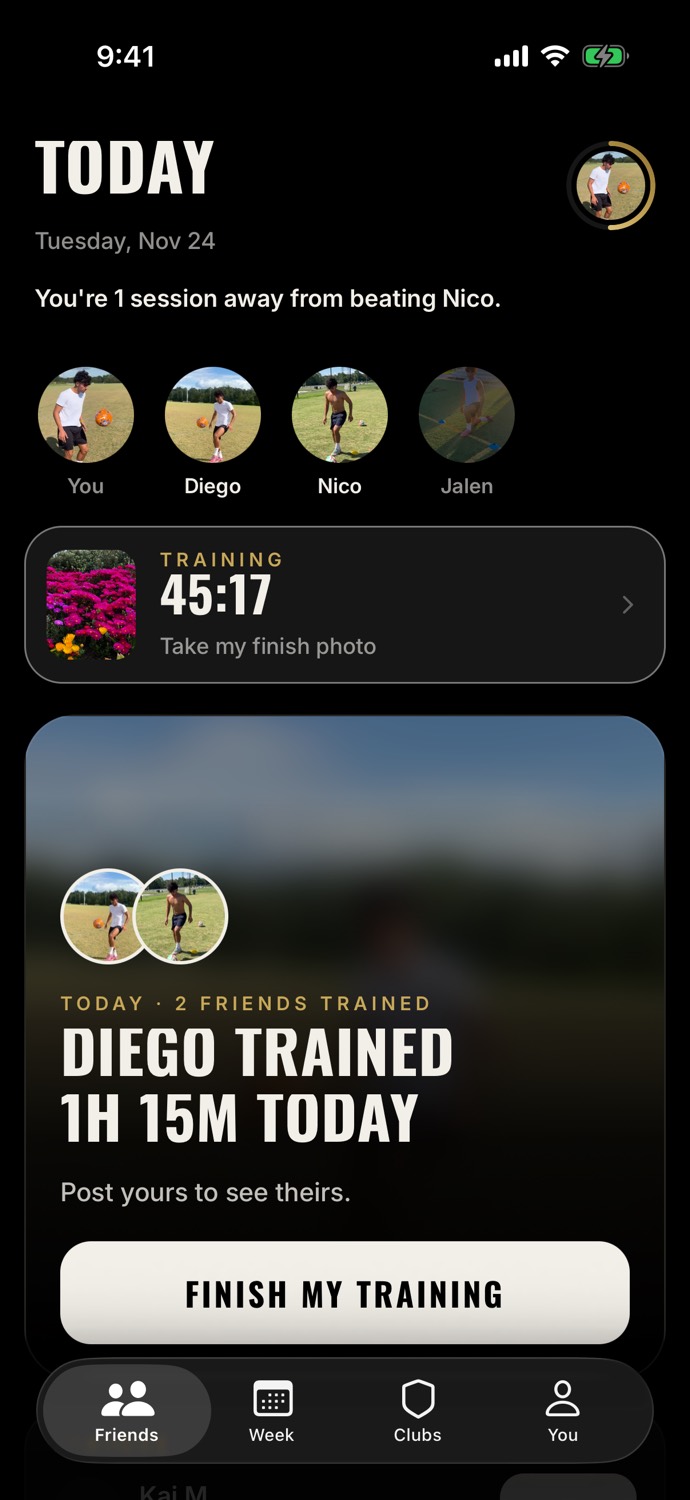 9:41
TODAY
Tuesday, Nov 24
You're 1 session away from beating Nico.
You
Diego
Nico
Jalen
TRAINING
45:17
Take my finish photo
TODAY · 2 FRIENDS TRAINED
DIEGO TRAINED
1H 15M TODAY
Post yours to see theirs.
FINISH MY TRAINING
Friends
Week
Clubs
You
Kai M